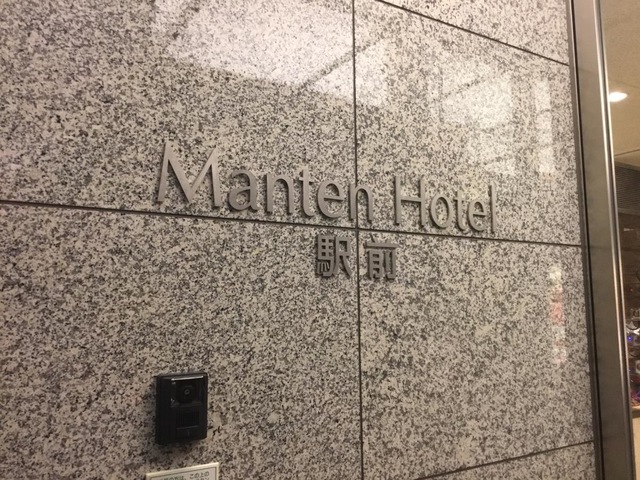 Manten Hotel
駅前